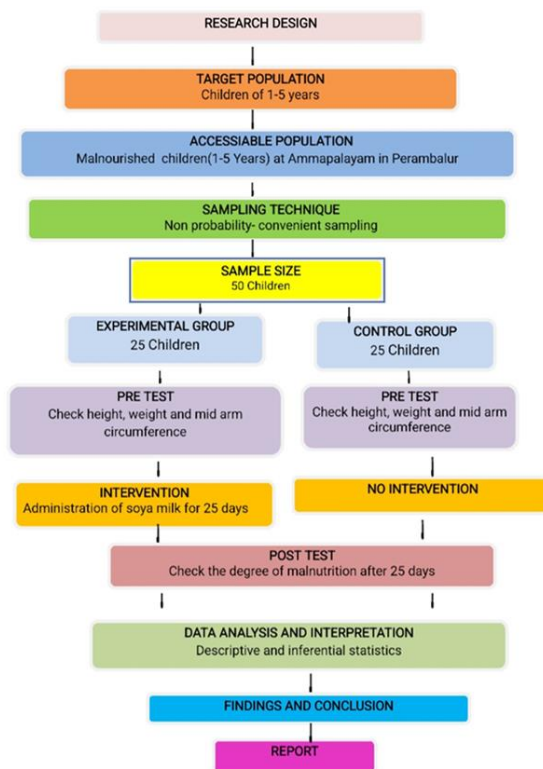 RESEARCH DESIGN
TARGET POPULATION
Children of 1-5 years
ACCESSIABLE POPULATION
Malnourished children(1-5 Years) at Ammapalayam in Perambalur
SAMPLING TECHNIQUE
Non probability- convenient sampling
SAMPLE SIZE
50 Children
EXPERIMENTAL GROUP
25 Children
CONTROL GROUP
25 Children
PRE TEST
Check height, weight and mid arm
circumference
PRE TEST
Check height, weight and mid arm
circumference
INTERVENTION
Administration of soya milk for 25 days
NO INTERVENTION
POST TEST
Check the degree of malnutrition after 25 days
DATA ANALYSIS AND INTERPRETATION
Descriptive and inferential statistics
FINDINGS AND CONCLUSION
REPORT